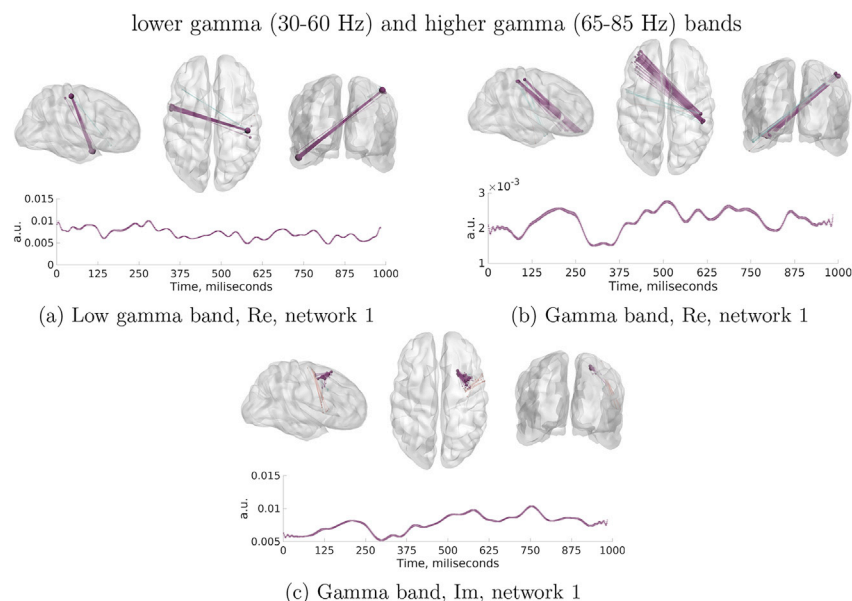 lower gamma (30-60 Hz) and higher gamma (65-85 Hz) bands
0.015
0.01
0.005
0
a.u.
0 125 250 375 500 625 750 875 1000
Time, miliseconds
(a) Low gamma band, Re, network 1
×10⁻³
3
2
1
a.u.
0 125 250 375 500 625 750 875 1000
Time, miliseconds
(b) Gamma band, Re, network 1
0.015
0.01
0.005
a.u.
0 125 250 375 500 625 750 875 1000
Time, miliseconds
(c) Gamma band, Im, network 1